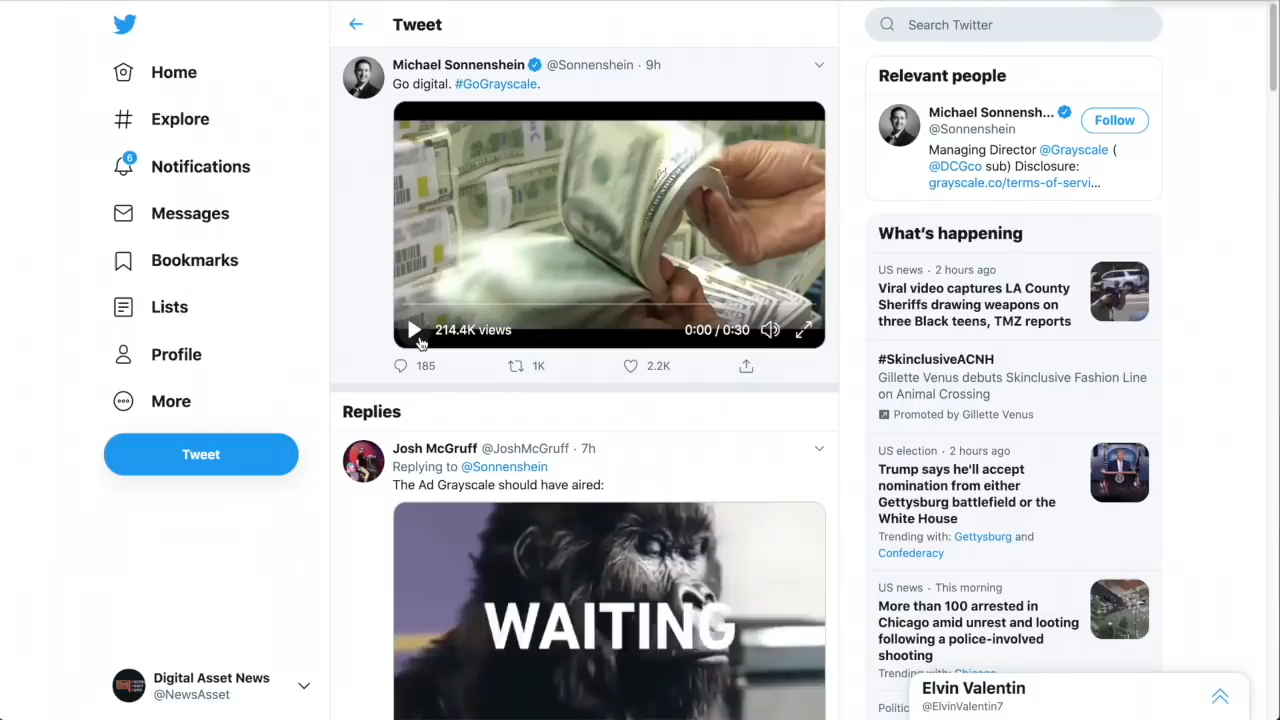 Home
Explore
6
Notifications
Messages
Bookmarks
Lists
Profile
More
Tweet
Digital Asset News
@NewsAsset
Tweet
Michael Sonnenshein @Sonnenshein · 9h
Go digital. #GoGrayscale.
214.4K views
0:00 / 0:30
185
1K
2.2K
Replies
Josh McGruff @JoshMcGruff · 7h
Replying to @Sonnenshein
The Ad Grayscale should have aired:
WAITING
Search Twitter
Relevant people
Michael Sonnensh...
@Sonnenshein
Follow
Managing Director @Grayscale (
@DCGco sub) Disclosure:
grayscale.co/terms-of-servi...
What's happening
US news · 2 hours ago
Viral video captures LA County
Sheriffs drawing weapons on
three Black teens, TMZ reports
#SkinclusiveACNH
Gillette Venus debuts Skinclusive Fashion Line
on Animal Crossing
Promoted by Gillette Venus
US election · 2 hours ago
Trump says he'll accept
nomination from either
Gettysburg battlefield or the
White House
Trending with: Gettysburg and
Confederacy
US news · This morning
More than 100 arrested in
Chicago amid unrest and looting
following a police-involved
shooting
Trending with: Chicago
Politic
Elvin Valentin
@ElvinValentin7